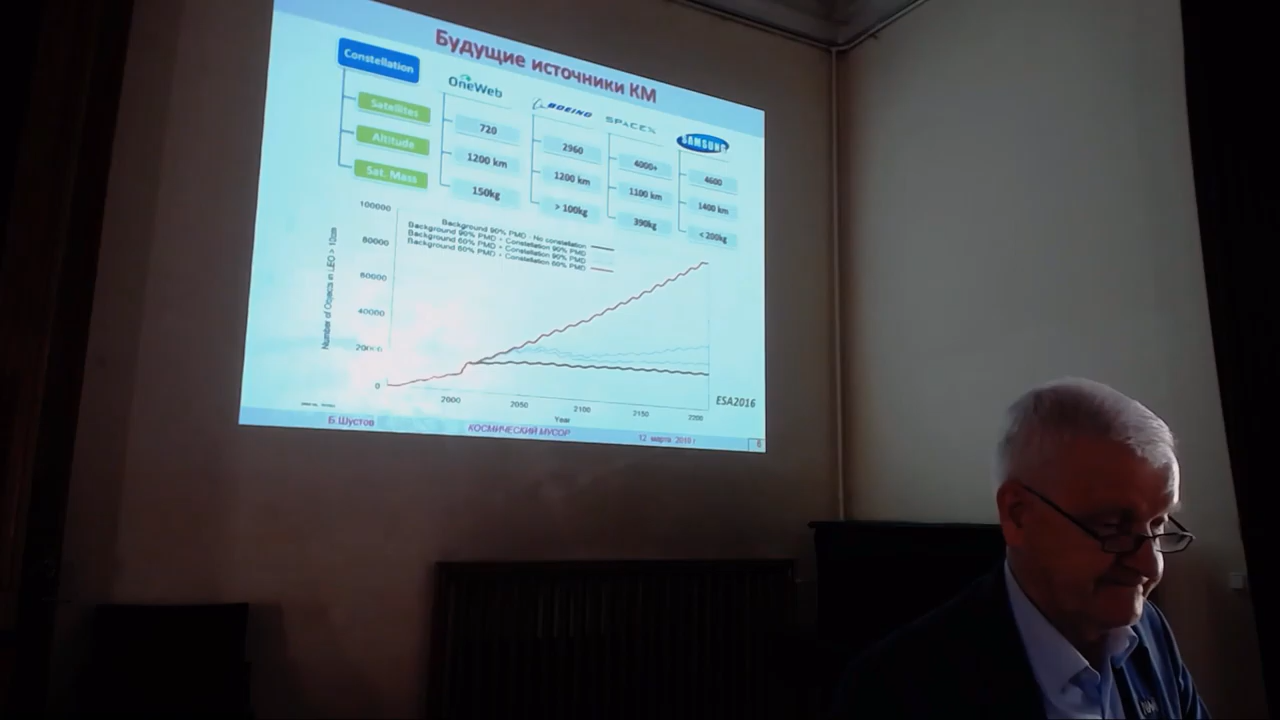 Будущие источники КМ
Constellation
Satellites
Altitude
Sat. Mass
OneWeb
720
1200 km
150kg
BOEING
2960
1200 km
> 100kg
SPACEX
4000+
1100 km
390kg
SAMSUNG
4600
1400 km
< 200kg
Background 90% PMD - No constellation
Background 90% PMD + Constellation 90% PMD
Background 60% PMD + Constellation 90% PMD
Background 60% PMD + Constellation 60% PMD
Number of Objects in LEO > 10cm
100000
80000
60000
40000
20000
0
2000
2050
2100
2150
2200
Year
ESA2016
Б.Шустов
КОСМИЧЕСКИЙ МУСОР
12 марта 2019 г
6